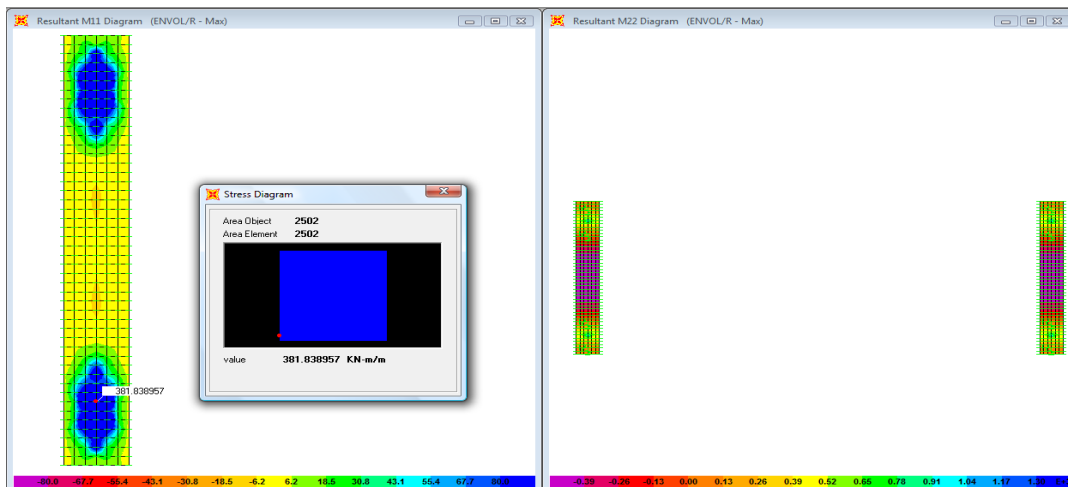 Resultant M11 Diagram (ENVOL/R - Max)
Resultant M22 Diagram (ENVOL/R - Max)
Stress Diagram
Area Object 2502
Area Element 2502
value 381.838957 KN-m/m
381.838957
-80.0 -67.7 -55.4 -43.1 -30.8 -18.5 -6.2 6.2 18.5 30.8 43.1 55.4 67.7 80.0
-0.39 -0.26 -0.13 0.00 0.13 0.26 0.39 0.52 0.65 0.78 0.91 1.04 1.17 1.30